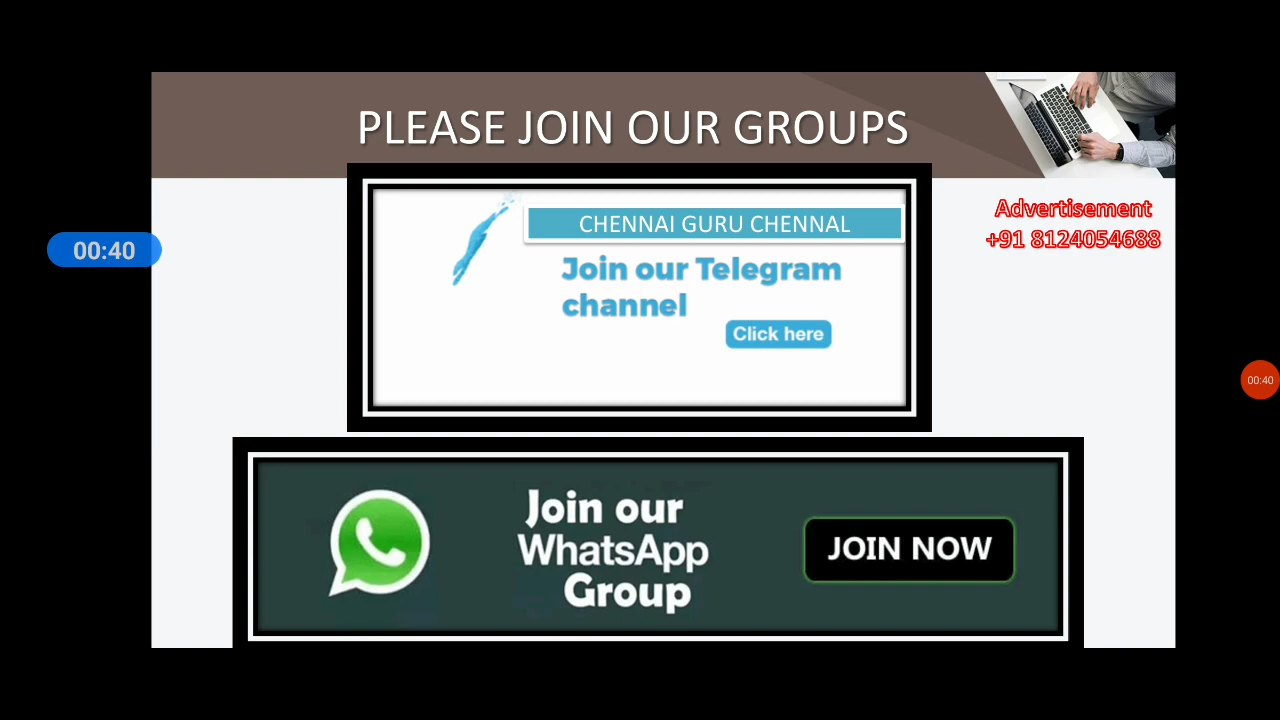 PLEASE JOIN OUR GROUPS
CHENNAI GURU CHENNAL
Advertisement
+91 8124054688
00:40
Join our Telegram
channel
Click here
00:40
Join our
WhatsApp
Group
JOIN NOW